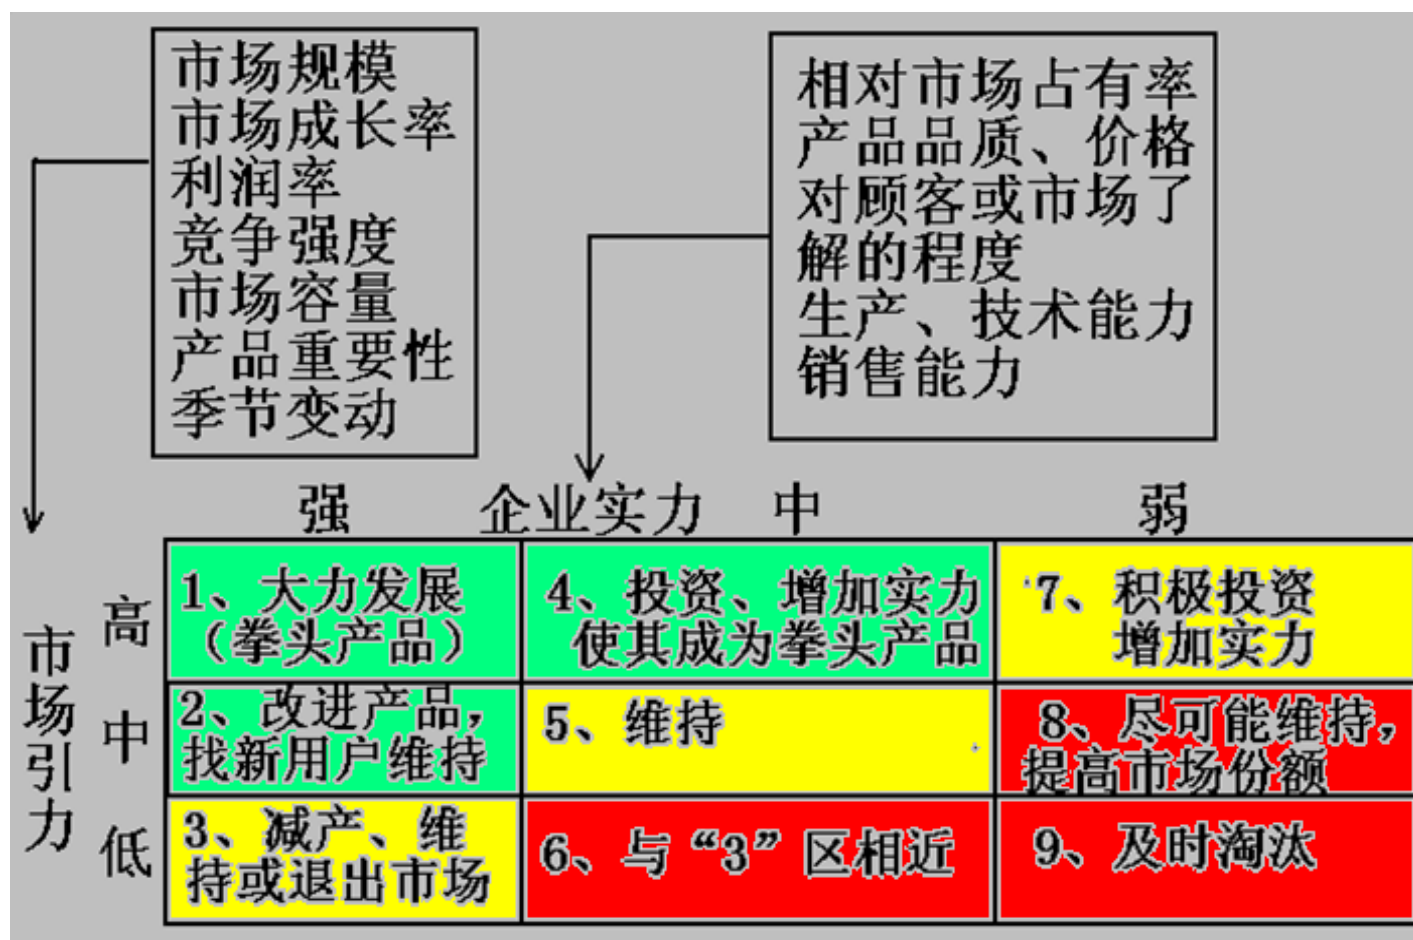 市场规模
市场成长率
利润率
竞争强度
市场容量
产品重要性
季节变动
相对市场占有率
产品品质、价格
对顾客或市场了
解的程度
生产、技术能力
销售能力
强 企业实力 中 弱
市场引力
高
1、大力发展
（拳头产品）
4、投资、增加实力
使其成为拳头产品
7、积极投资
增加实力
中
2、改进产品，
找新用户维持
5、维持
8、尽可能维持，
提高市场份额
低
3、减产、维
持或退出市场
6、与“3”区相近
9、及时淘汰